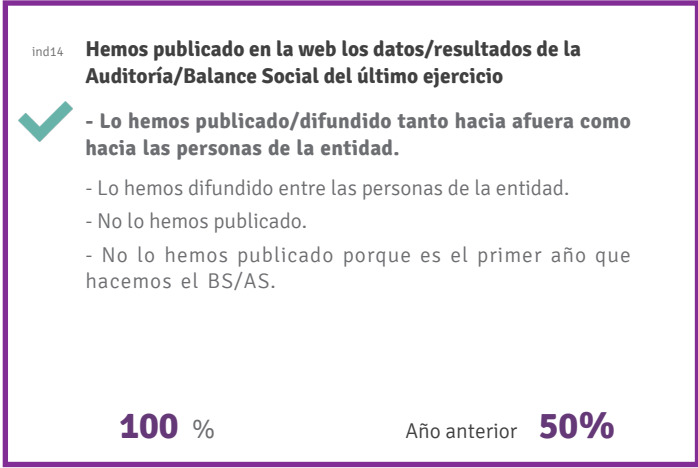 ind14 Hemos publicado en la web los datos/resultados de la
Auditoría/Balance Social del último ejercicio
- Lo hemos publicado/difundido tanto hacia afuera como
hacia las personas de la entidad.
- Lo hemos difundido entre las personas de la entidad.
- No lo hemos publicado.
- No lo hemos publicado porque es el primer año que
hacemos el BS/AS.
100 % Año anterior 50%